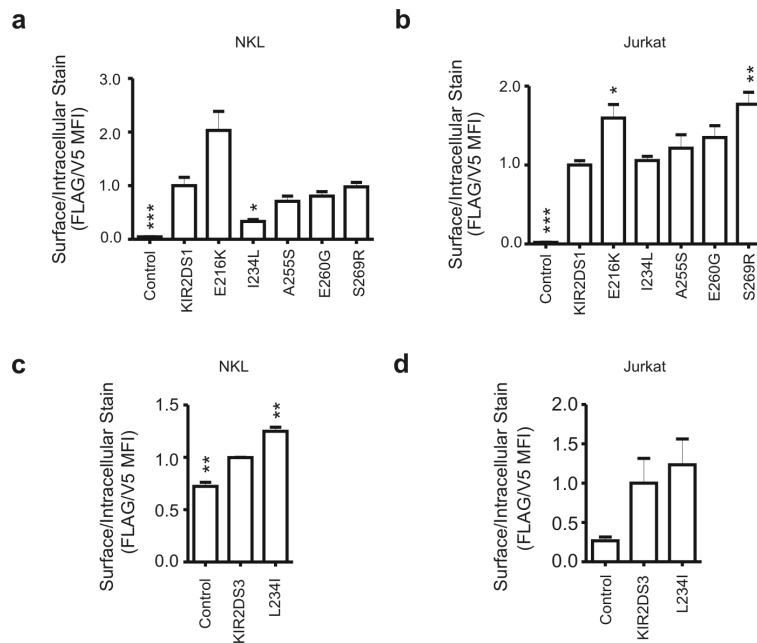 a
NKL
Surface/Intracellular Stain
(FLAG/V5 MFI)
3.0
2.0
1.0
0.0
***
*
Control
KIR2DS1
E216K
I234L
A255S
E260G
S269R
b
Jurkat
Surface/Intracellular Stain
(FLAG/V5 MFI)
2.0
1.0
0.0
***
*
**
Control
KIR2DS1
E216K
I234L
A255S
E260G
S269R
c
NKL
Surface/Intracellular Stain
(FLAG/V5 MFI)
1.5
1.0
0.5
0.0
**
**
Control
KIR2DS3
L234I
d
Jurkat
Surface/Intracellular Stain
(FLAG/V5 MFI)
2.0
1.5
1.0
0.5
0.0
Control
KIR2DS3
L234I